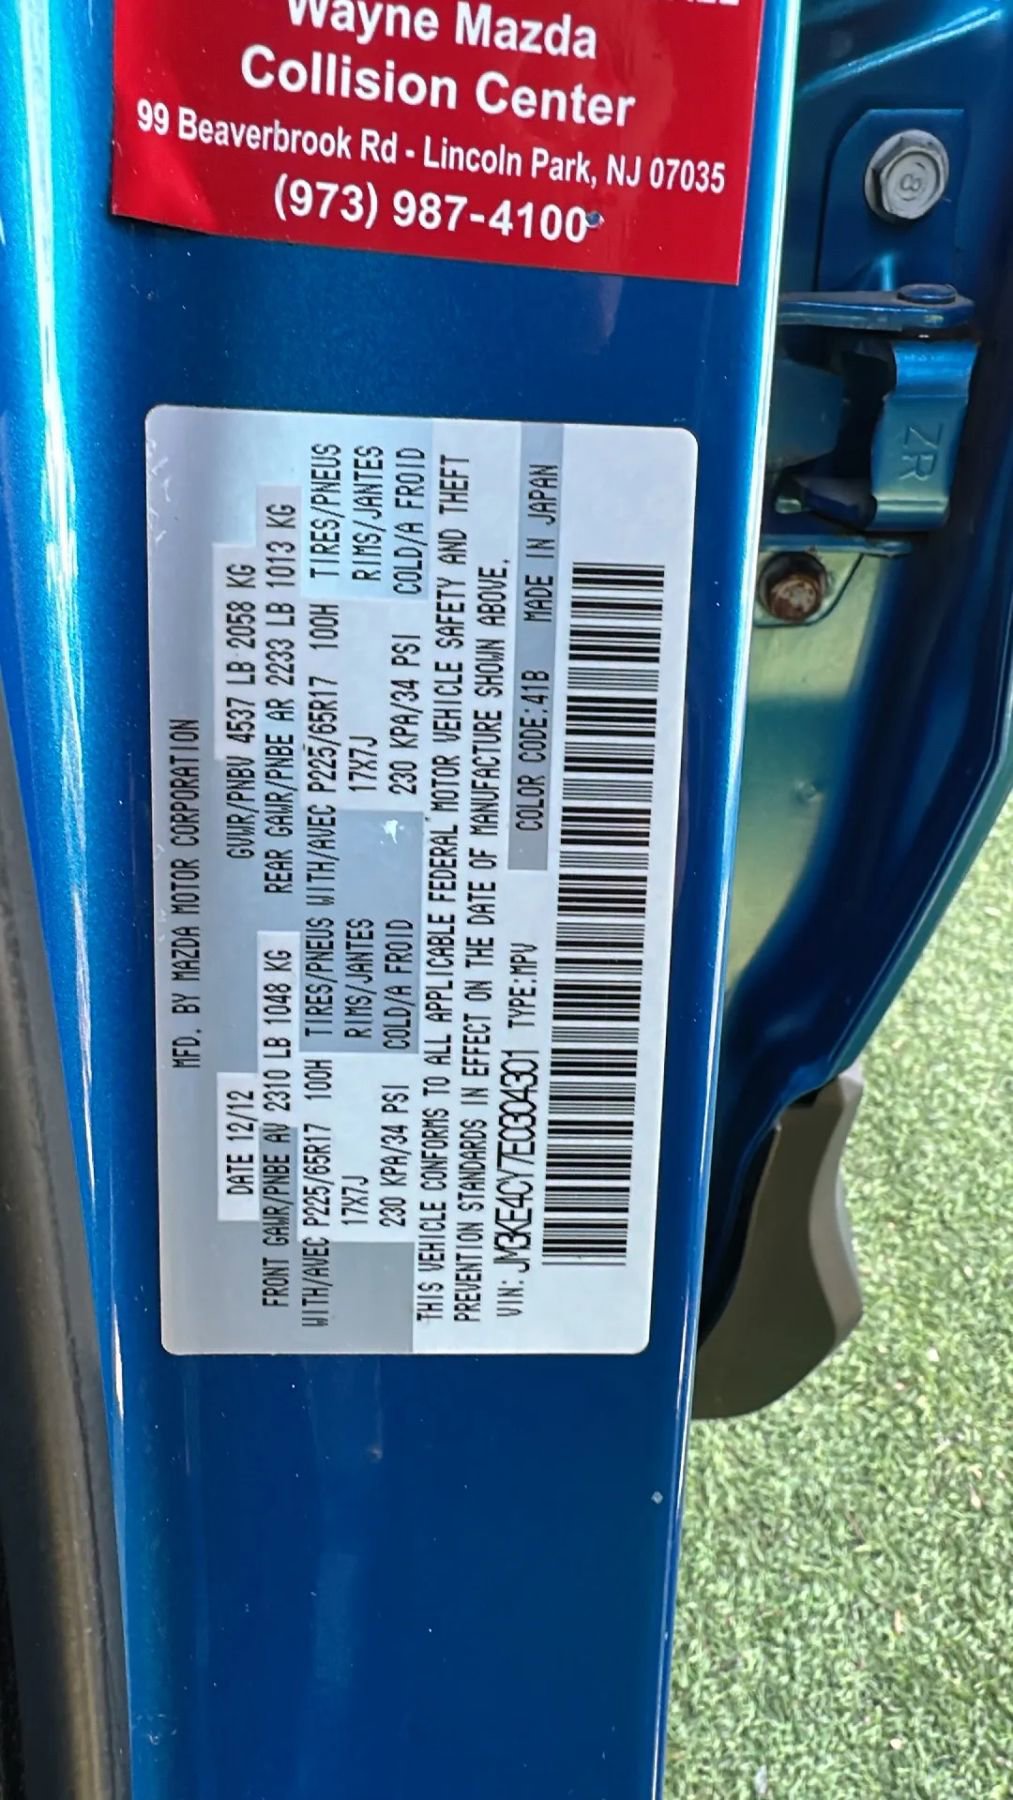 Wayne Mazda
Collision Center
99 Beaverbrook Rd - Lincoln Park, NJ 07035
(973) 987-4100
MFD. BY MAZDA MOTOR CORPORATION
DATE 12/12 GVWR/PNBV 4537 LB 2058 KG
FRONT GAWR/PNBE AV 2310 LB 1048 KG REAR GAWR/PNBE AR 2233 LB 1013 KG
WITH/AVEC P225/65R17 100H TIRES/PNEUS WITH/AVEC P225/65R17 100H TIRES/PNEUS
17X7J RIMS/JANTES 17X7J RIMS/JANTES
230 KPA/34 PSI COLD/A FROID 230 KPA/34 PSI COLD/A FROID
THIS VEHICLE CONFORMS TO ALL APPLICABLE FEDERAL MOTOR VEHICLE SAFETY AND THEFT
PREVENTION STANDARDS IN EFFECT ON THE DATE OF MANUFACTURE SHOWN ABOVE.
VIN: JM3KE4CY7E0304301 TYPE:MPV COLOR CODE:41B MADE IN JAPAN
8
ZR